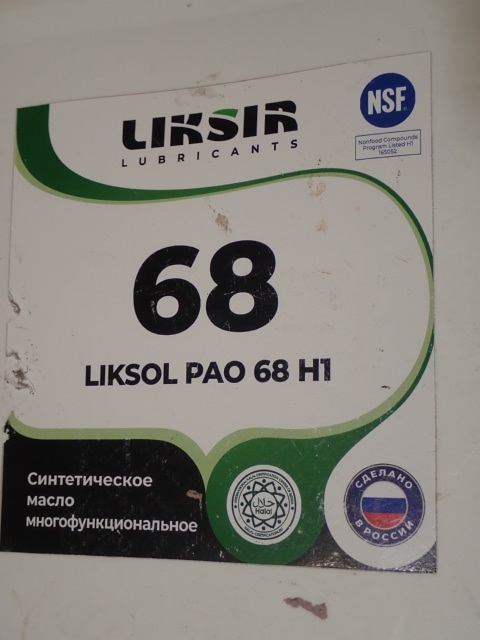 LIKSIR
LUBRICANTS
NSF
Nonfood Compounds
Program Listed H1
165052
68
LIKSOL PAO 68 H1
Синтетическое
масло
многофункциональное
Halal
СДЕЛАНО
В РОССИИ